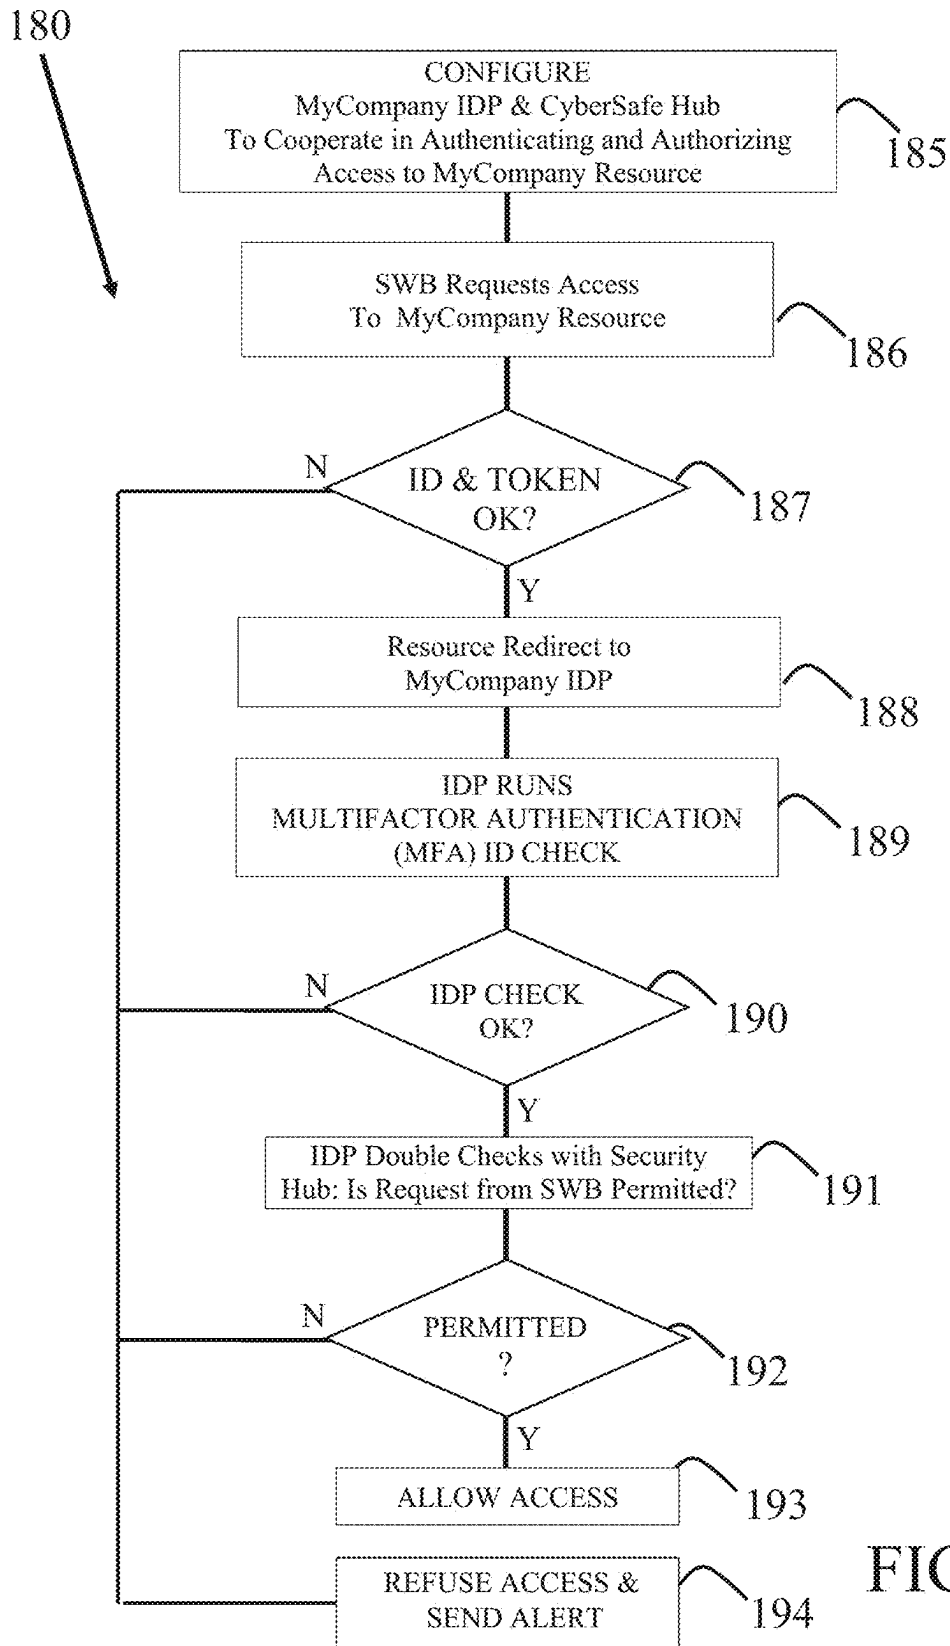 180
CONFIGURE
MyCompany IDP & CyberSafe Hub
To Cooperate in Authenticating and Authorizing
Access to MyCompany Resource
185
SWB Requests Access
To MyCompany Resource
186
N
ID & TOKEN
OK?
187
Y
Resource Redirect to
MyCompany IDP
188
IDP RUNS
MULTIFACTOR AUTHENTICATION
(MFA) ID CHECK
189
N
IDP CHECK
OK?
190
Y
IDP Double Checks with Security
Hub: Is Request from SWB Permitted?
191
N
PERMITTED
?
192
Y
ALLOW ACCESS
193
REFUSE ACCESS &
SEND ALERT
194